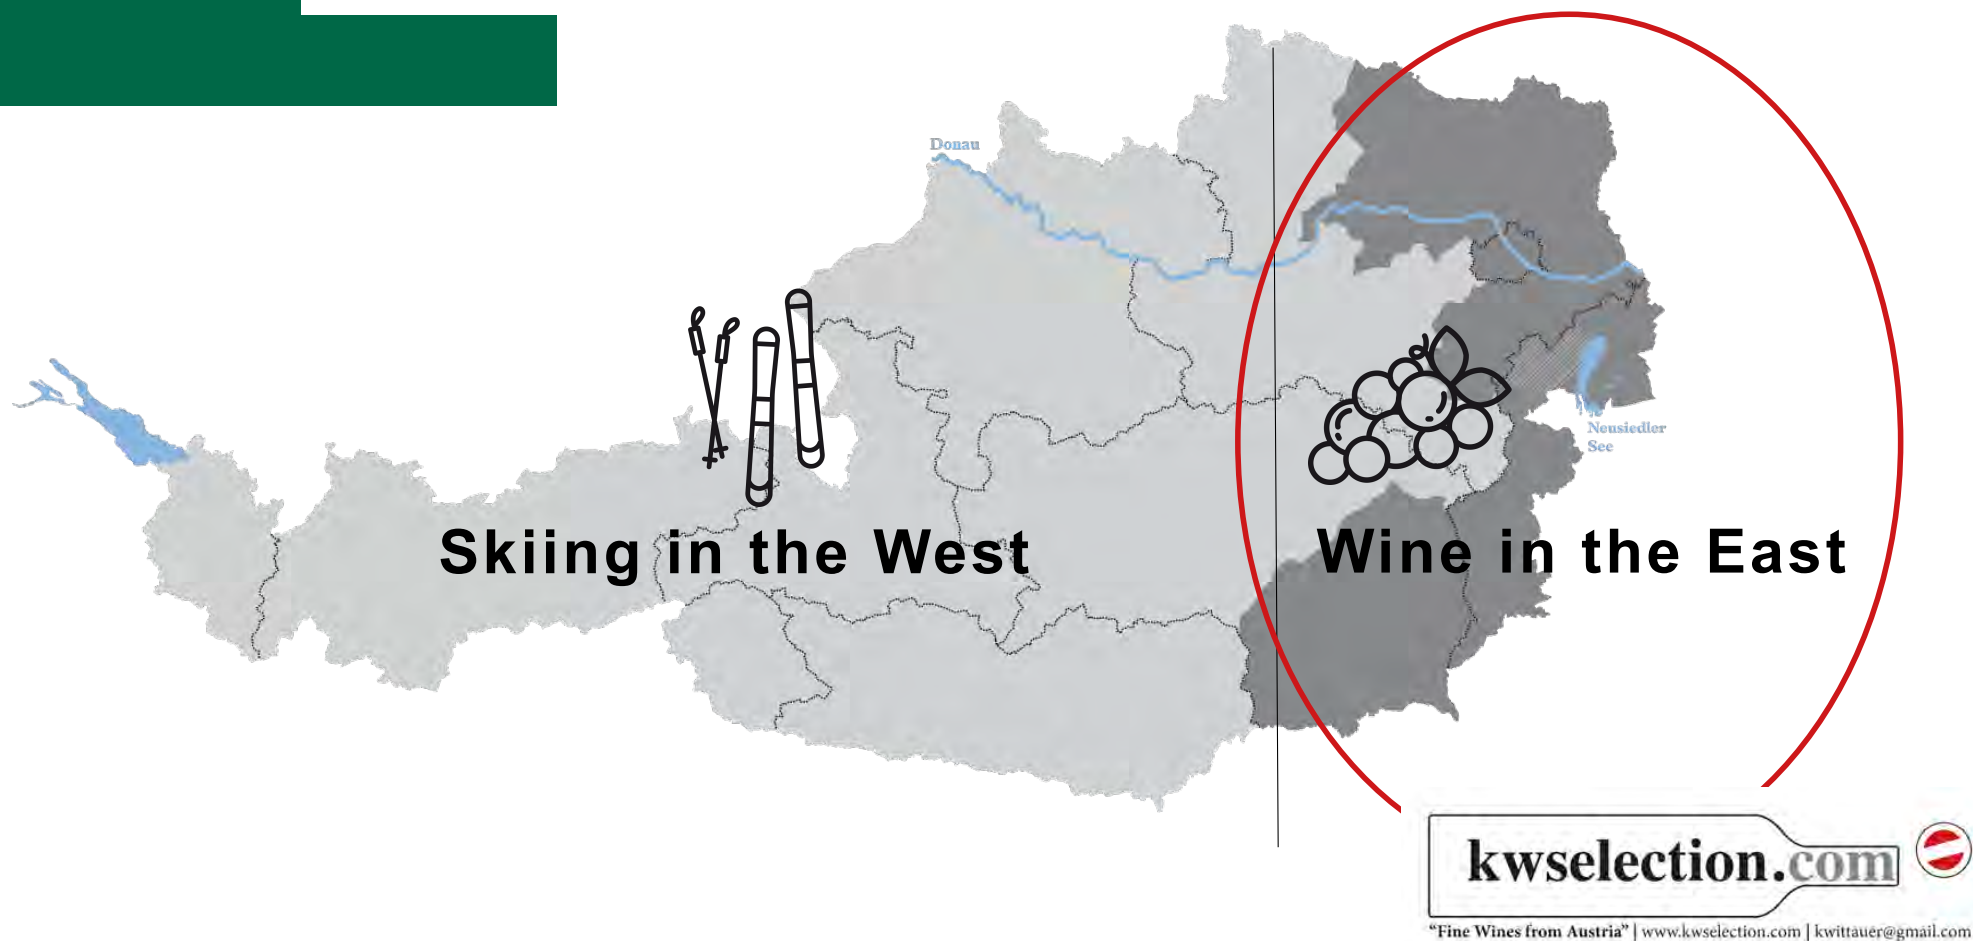 Donau
Neusiedler
See
Skiing in the West
Wine in the East
kwselection.com
“Fine Wines from Austria” | www.kwselection.com | kwittauer@gmail.com